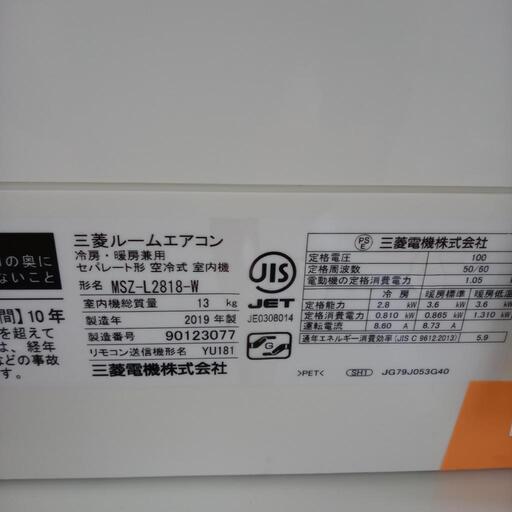 の奥に
ないこと
間】10年
を超えて
は、経年
などの事故
三菱ルームエアコン
冷房・暖房兼用
セパレート形 空冷式 室内機
形名 MSZ-L2818-W
室内機総質量 13 kg
製造年 2019 年製
製造番号 90123077
リモコン送信機形名 YU181
三菱電機株式会社
JIS
JET
JE0308014
C
G
PS
E
三菱電機株式会社
定格電圧 100
定格周波数 50/60
電動機の定格消費電力 1.05
冷 房 暖房標準 暖房低温
定格能力 2.8 kW 3.6 kW 3.6 kW
定格消費電力 0.810 kW 0.865 kW 1.310 kW
運転電流 8.60 A 8.73 A
通年エネルギー消費効率(JIS C 9612:2013) 5.9
>PET< SH1 JG79J053G40